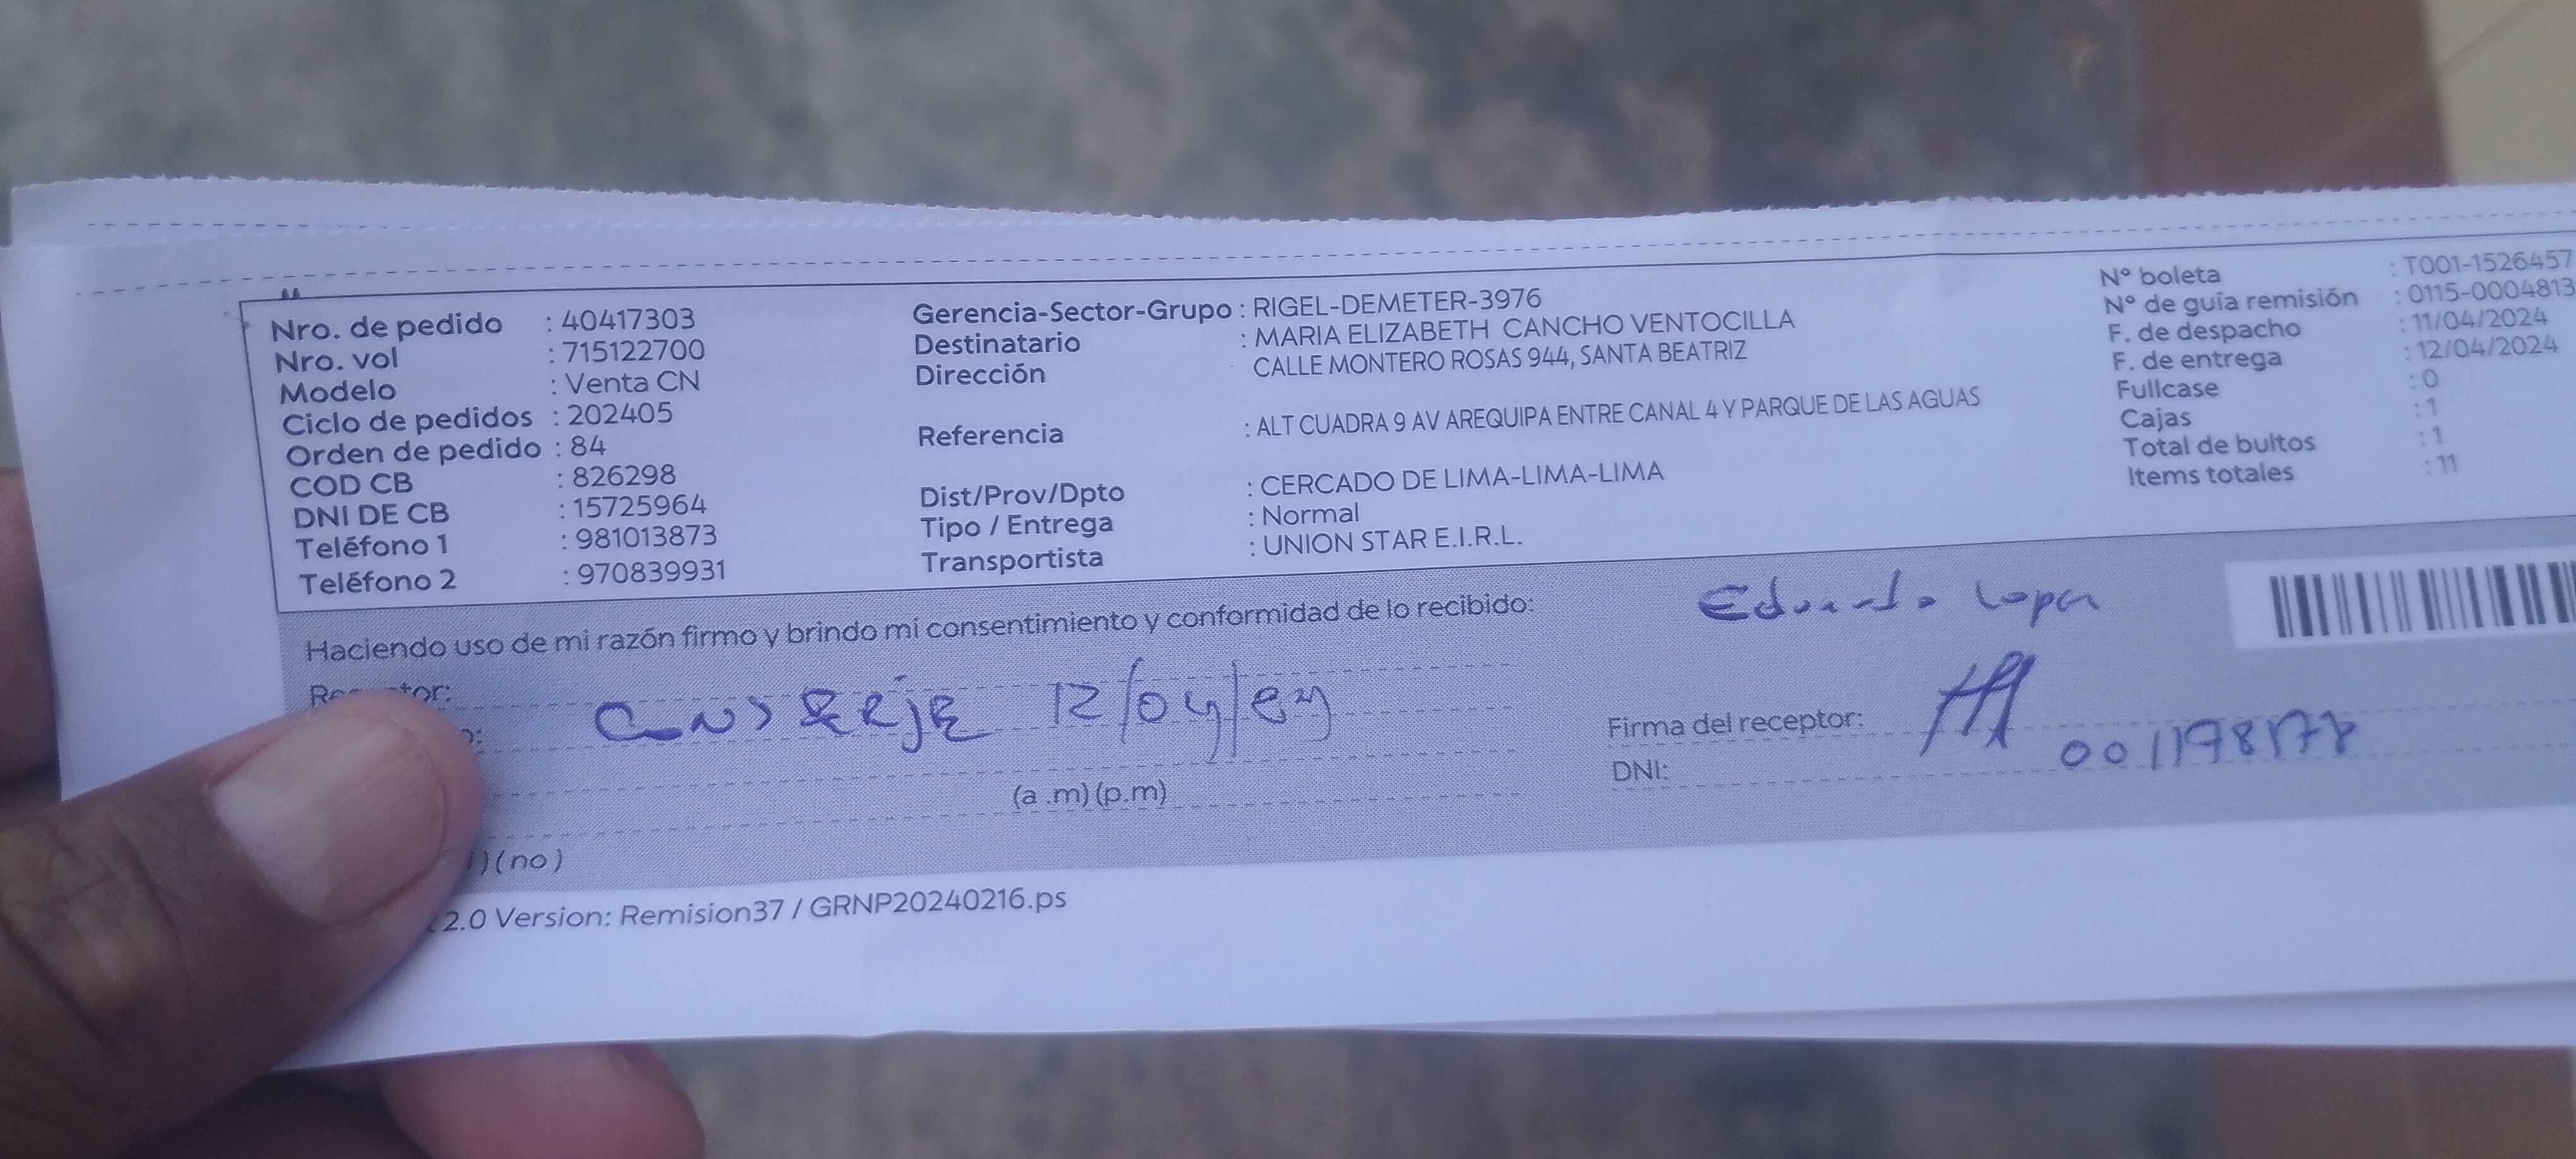 Nro. de pedido : 40417303
Nro. vol : 715122700
Modelo : Venta CN
Ciclo de pedidos : 202405
Orden de pedido : 84
COD CB : 826298
DNI DE CB : 15725964
Teléfono 1 : 981013873
Teléfono 2 : 970839931
Gerencia-Sector-Grupo : RIGEL-DEMETER-3976
Destinatario : MARIA ELIZABETH CANCHO VENTOCILLA
Dirección CALLE MONTERO ROSAS 944, SANTA BEATRIZ
Referencia : ALT CUADRA 9 AV AREQUIPA ENTRE CANAL 4 Y PARQUE DE LAS AGUAS
Dist/Prov/Dpto : CERCADO DE LIMA-LIMA-LIMA
Tipo / Entrega : Normal
Transportista : UNION STAR E.I.R.L.
Nº boleta : T001-1526457
Nº de guía remisión : 0115-0004813
F. de despacho : 11/04/2024
F. de entrega : 12/04/2024
Fullcase : 0
Cajas : 1
Total de bultos : 1
Items totales : 11
Haciendo uso de mi razón firmo y brindo mi consentimiento y conformidad de lo recibido:
Eduardo Lopez
12/04/24
Firma del receptor:
DNI:
(a .m) (p.m)
) (no)
2.0 Version: Remision37 / GRNP20240216.ps